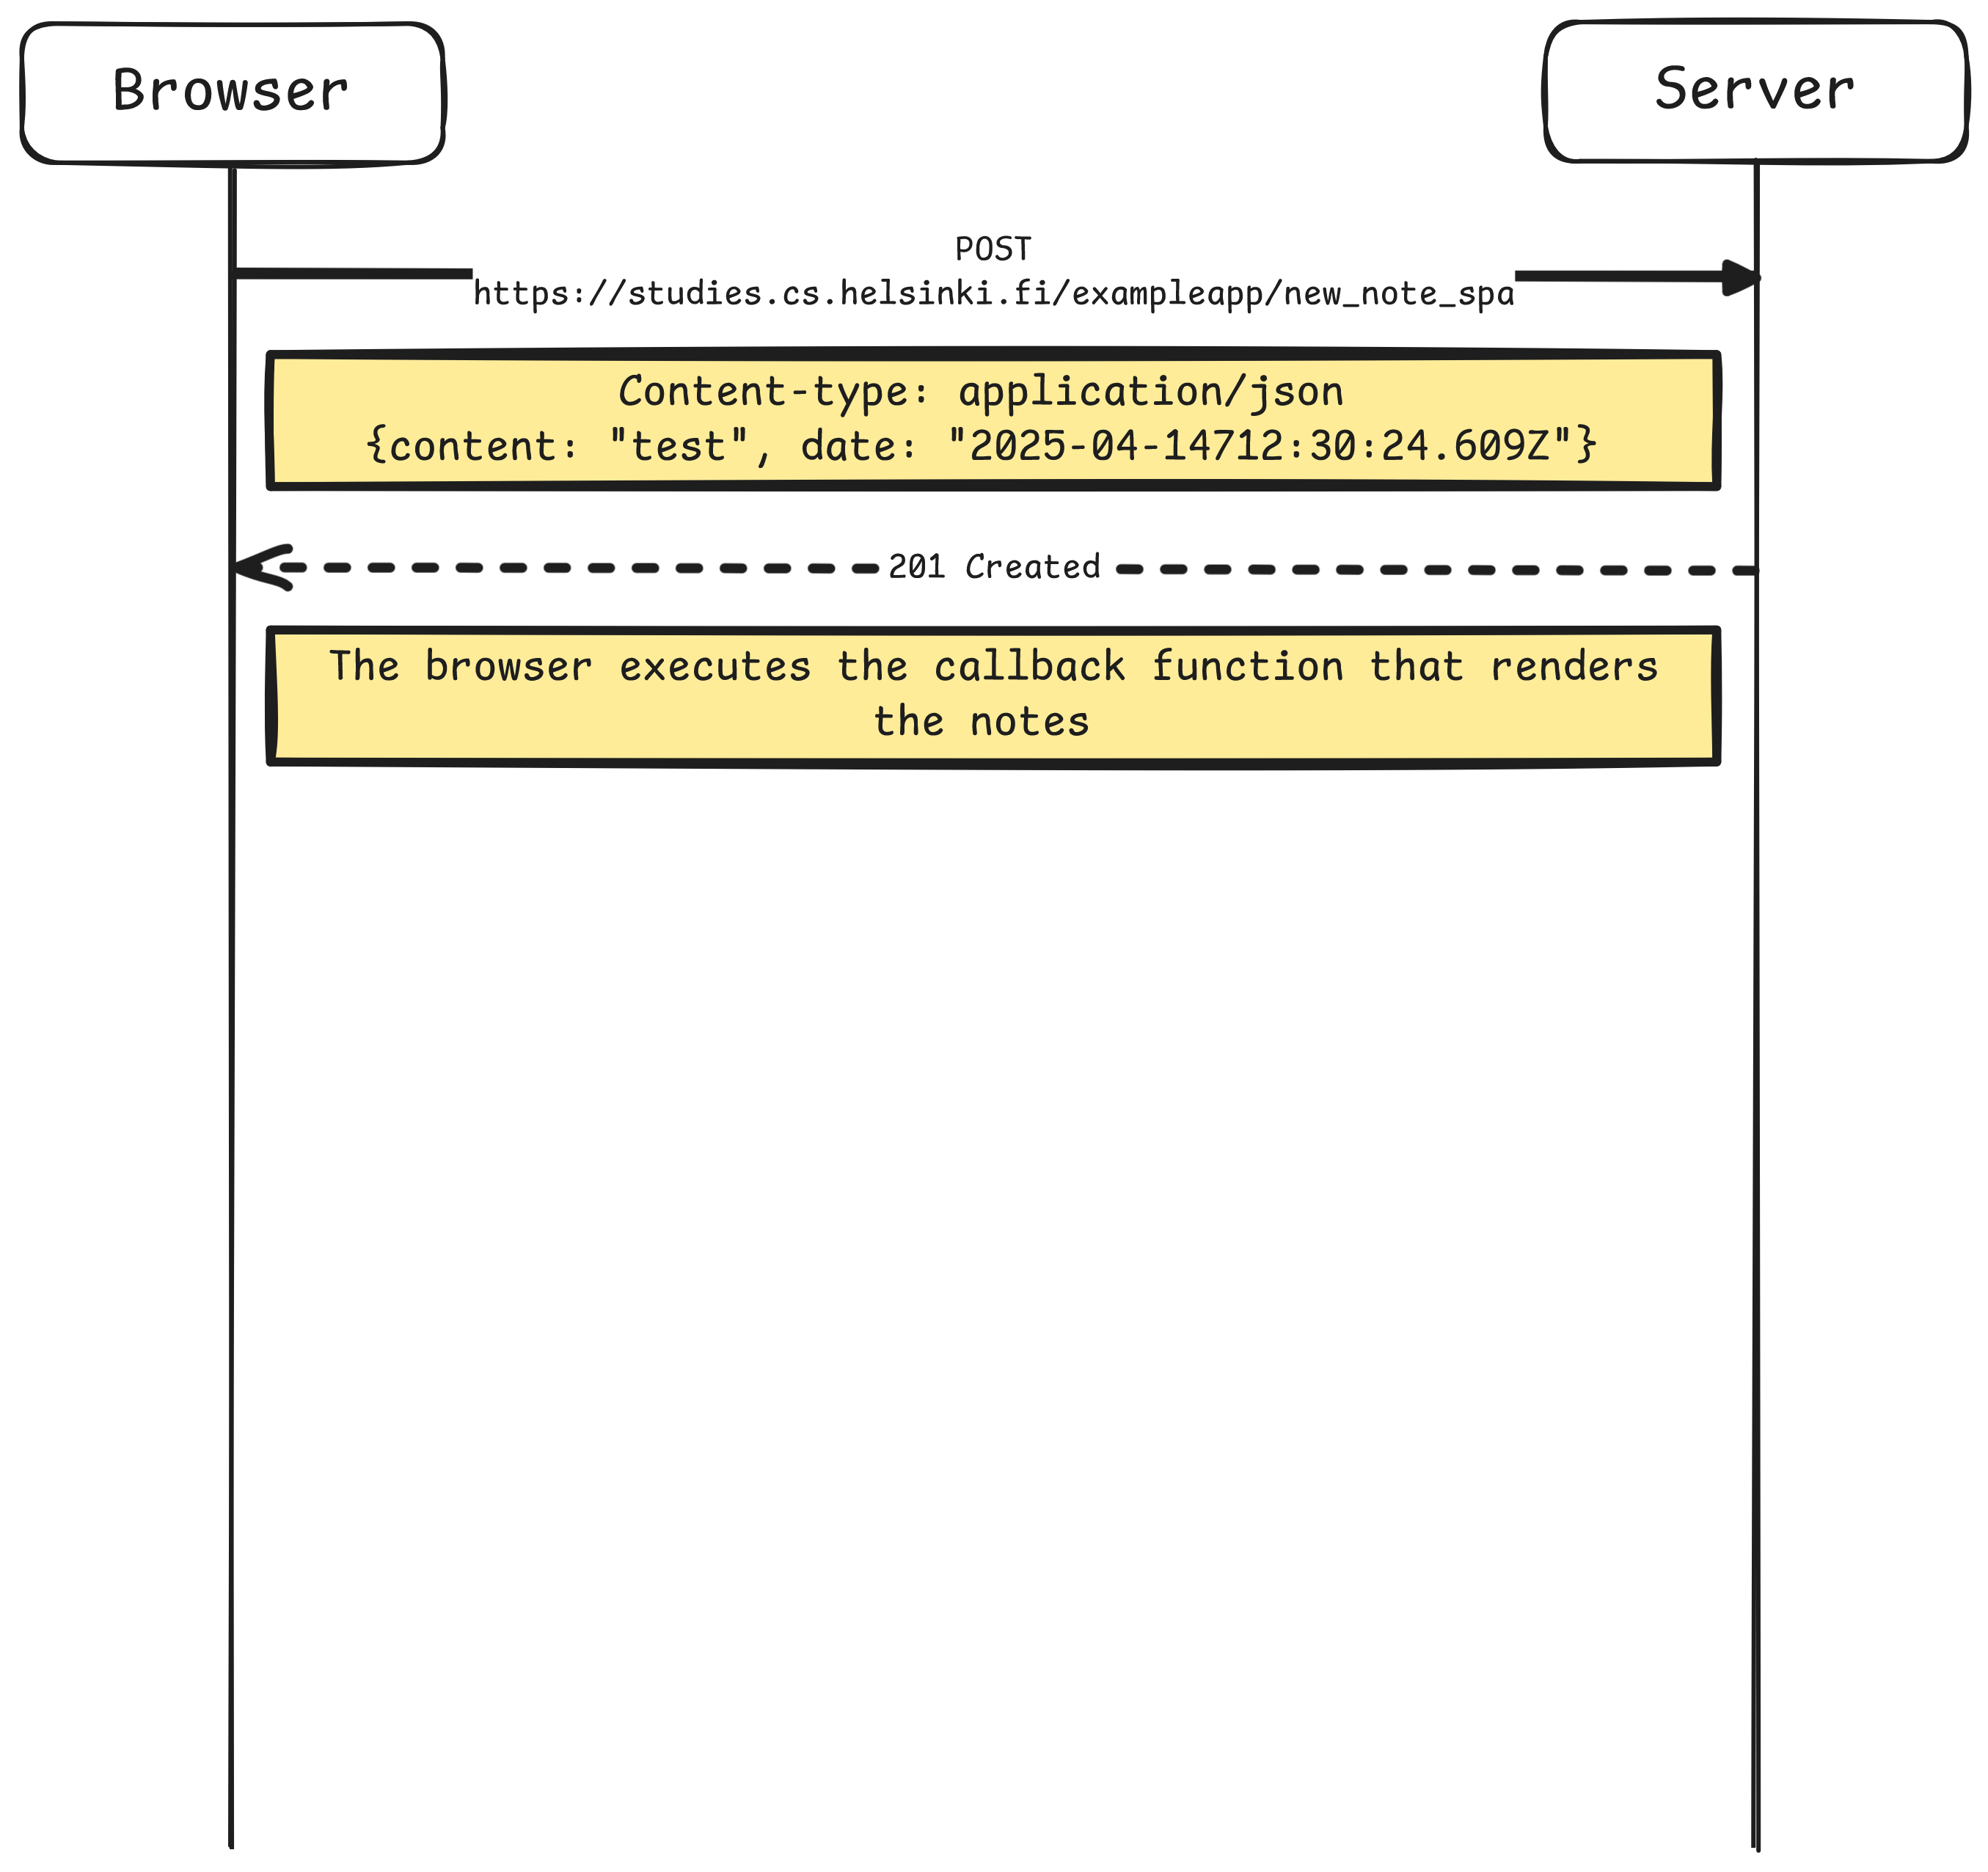 Browser
Server
POST
https://studies.cs.helsinki.fi/exampleapp/new_note_spa
Content-type: application/json
{content: "test", date: "2025-04-14712:30:24.609Z"}
201 Created
The browser executes the callback function that renders
the notes